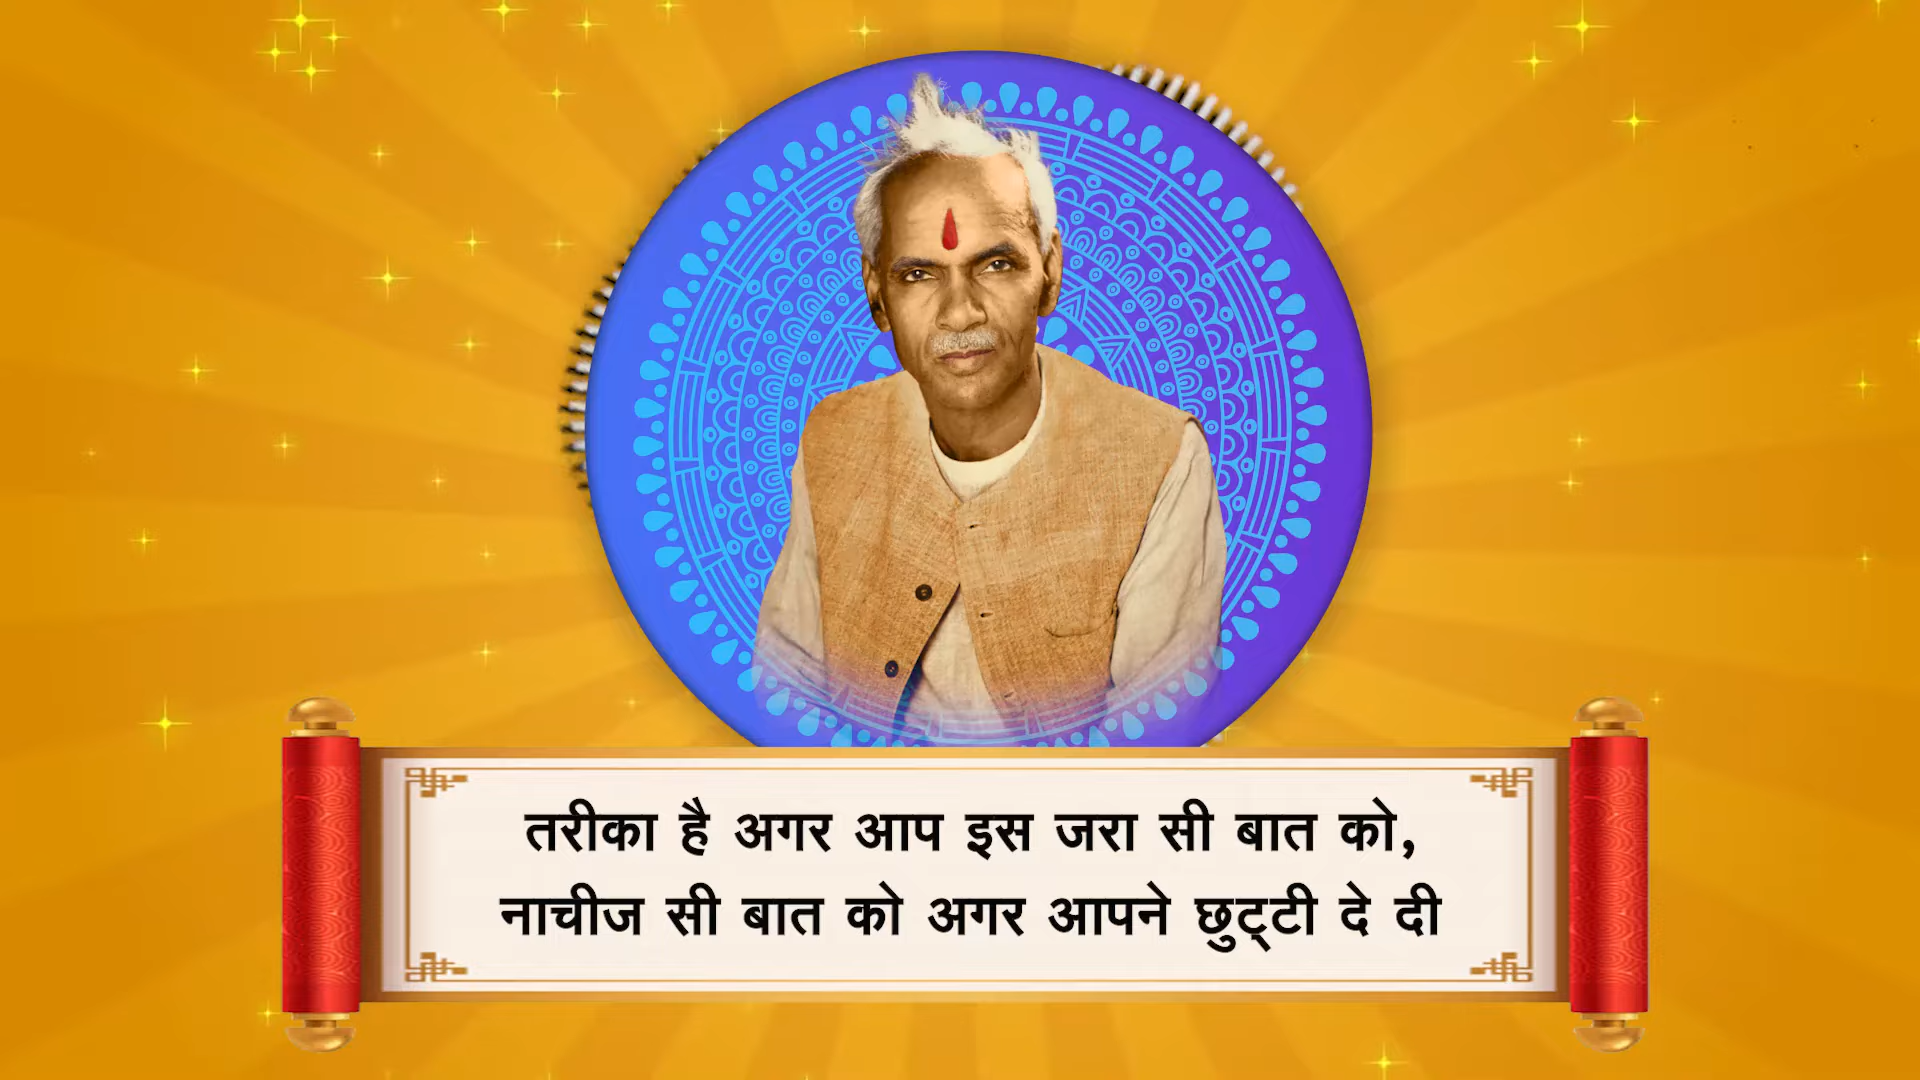 तरीका है अगर आप इस जरा सी बात को,
नाचीज सी बात को अगर आपने छुट्टी दे दी